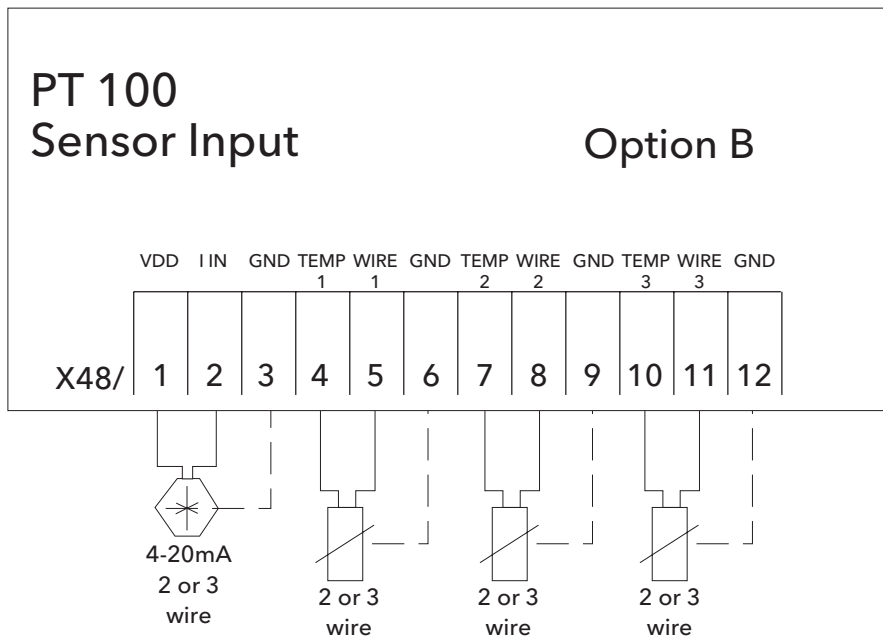 PT 100
Sensor Input
Option B
VDD I IN GND TEMP WIRE GND TEMP WIRE GND TEMP WIRE GND
1 1 2 2 3 3
X48/ 1 2 3 4 5 6 7 8 9 10 11 12
4-20mA
2 or 3
wire
2 or 3
wire
2 or 3
wire
2 or 3
wire